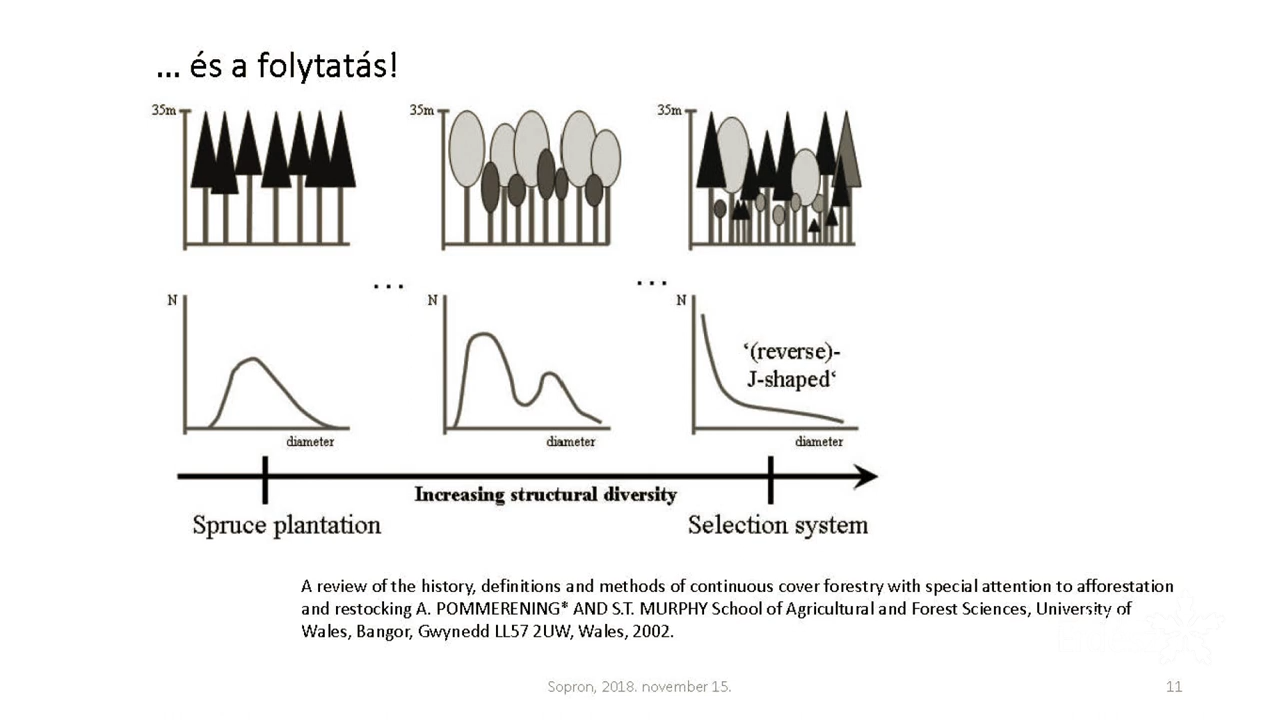 ... és a folytatás!
35m
35m
35m
...
...
N
N
N
‘(reverse)-
J-shaped‘
diameter
diameter
diameter
Increasing structural diversity
Spruce plantation
Selection system
A review of the history, definitions and methods of continuous cover forestry with special attention to afforestation
and restocking A. POMMERENING* AND S.T. MURPHY School of Agricultural and Forest Sciences, University of
Wales, Bangor, Gwynedd LL57 2UW, Wales, 2002.
Sopron, 2018. november 15.
11